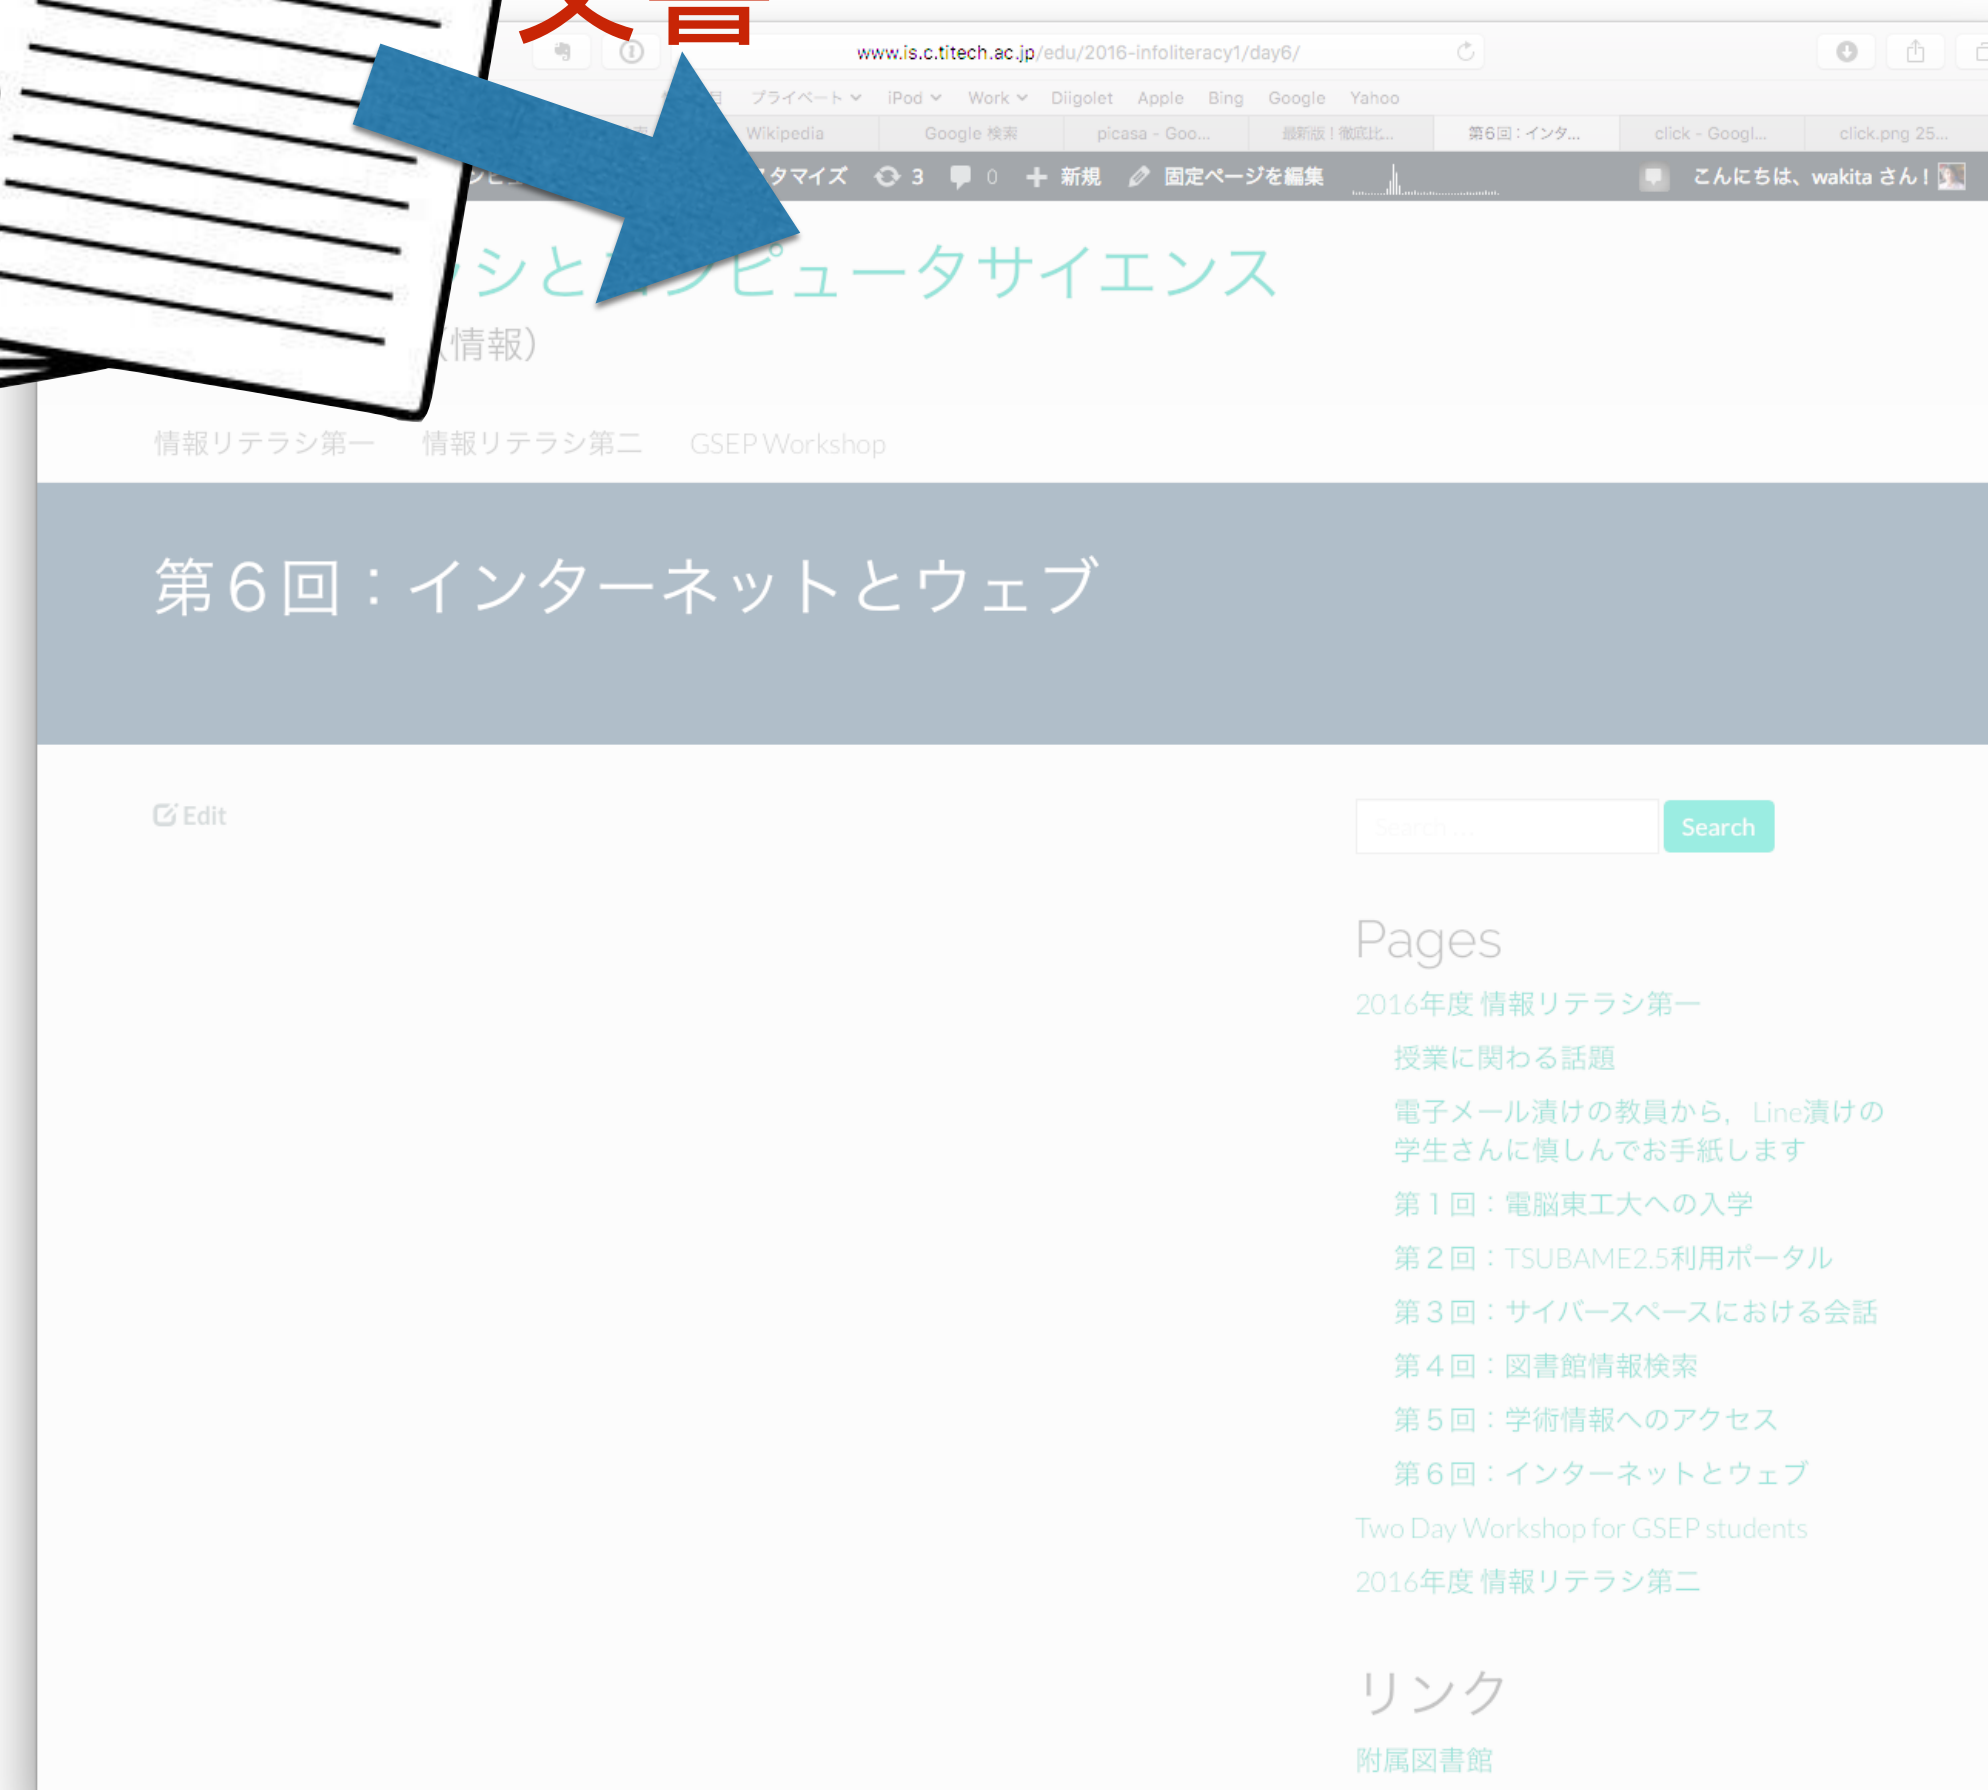 文書
www.is.c.titech.ac.jp/edu/2016-infoliteracy1/day6/
プライベート iPod Work Diigolet Apple Bing Google Yahoo
Wikipedia Google 検索 picasa - Goo... 最新版！徹底比... 第6回：インタ... click - Googl... click.png 25...
タマイズ 3 0 新規 固定ページを編集 こんにちは、wakita さん！
シとコンピュータサイエンス
（情報）
情報リテラシ第一 情報リテラシ第二 GSEP Workshop
第６回：インターネットとウェブ
Edit
Search ...
Search
Pages
2016年度 情報リテラシ第一
授業に関わる話題
電子メール漬けの教員から，Line漬けの
学生さんに慎しんでお手紙します
第１回：電脳東工大への入学
第２回：TSUBAME2.5利用ポータル
第３回：サイバースペースにおける会話
第４回：図書館情報検索
第５回：学術情報へのアクセス
第６回：インターネットとウェブ
Two Day Workshop for GSEP students
2016年度 情報リテラシ第二
リンク
附属図書館